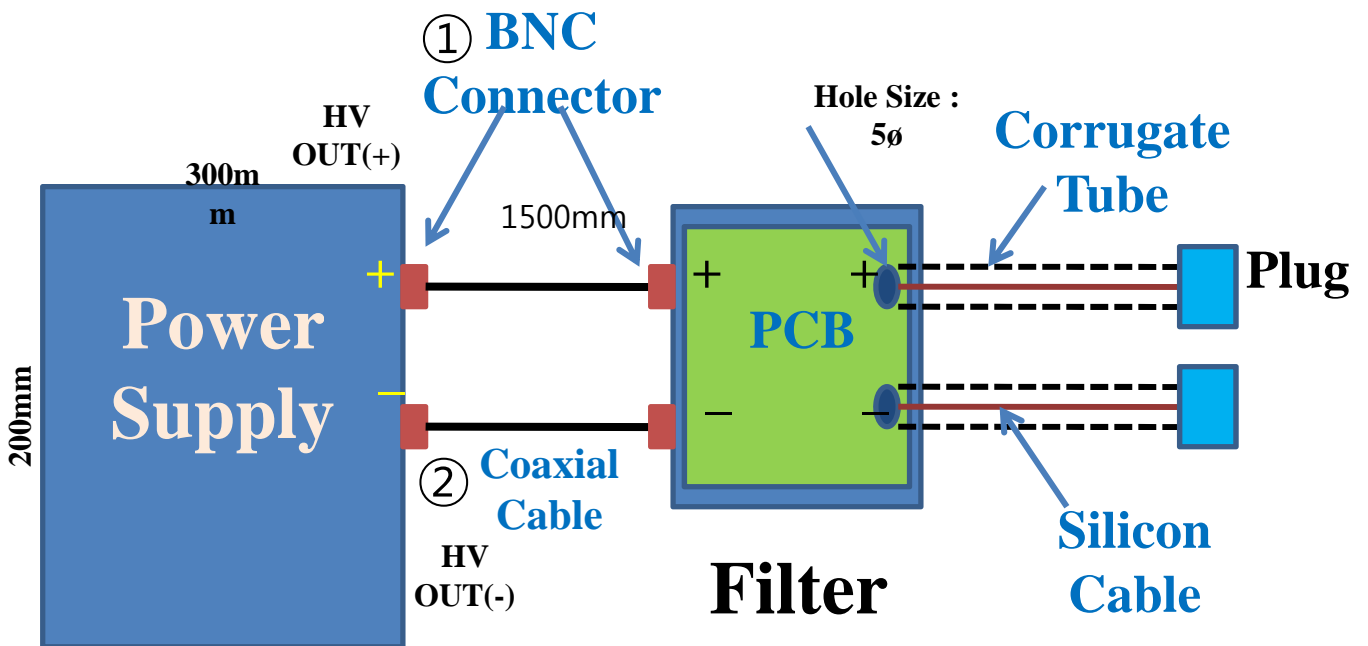 ① BNC
Connector
HV
OUT(+)
300m
m
1500mm
Hole Size :
5ø
Corrugate
Tube
Plug
+
+
+
Power
Supply
PCB
200mm
−
−
−
② Coaxial
Cable
HV
OUT(-)
Filter
Silicon
Cable